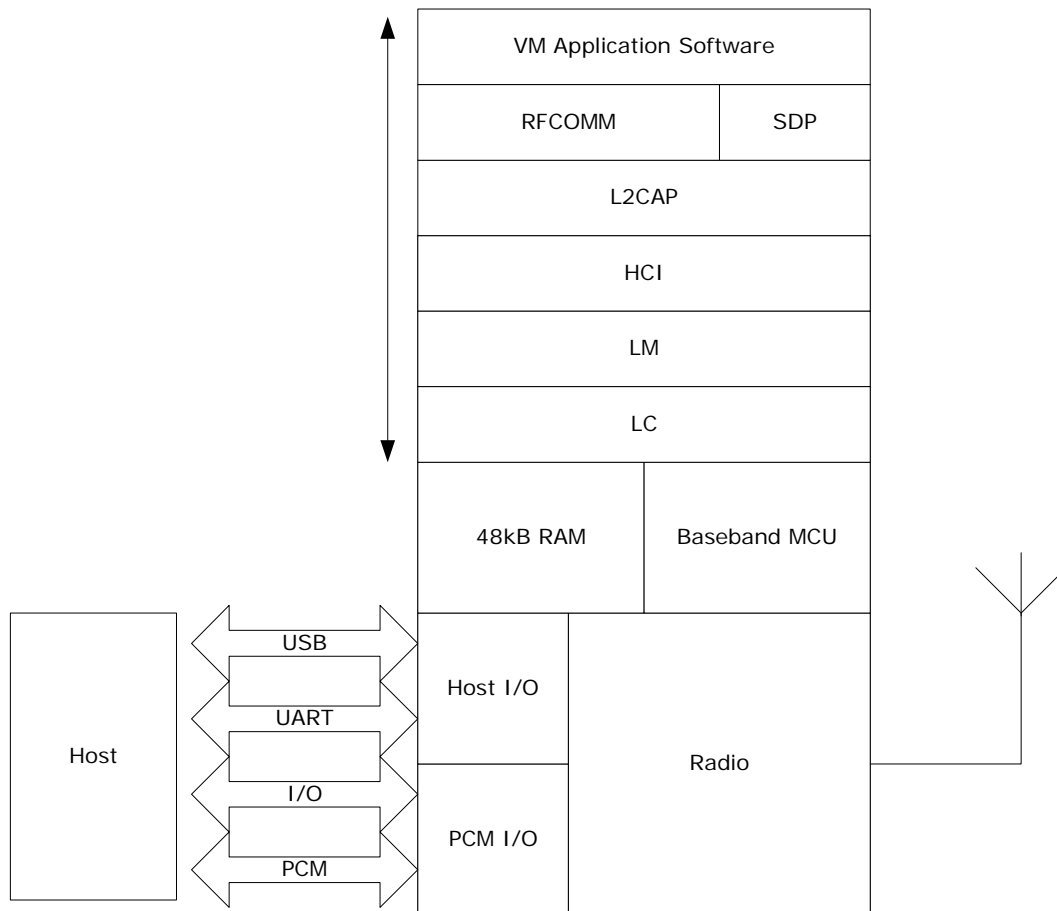 VM Application Software
RFCOMM
SDP
L2CAP
HCI
LM
LC
48kB RAM
Baseband MCU
USB
Host I/O
UART
Host
Radio
I/O
PCM I/O
PCM